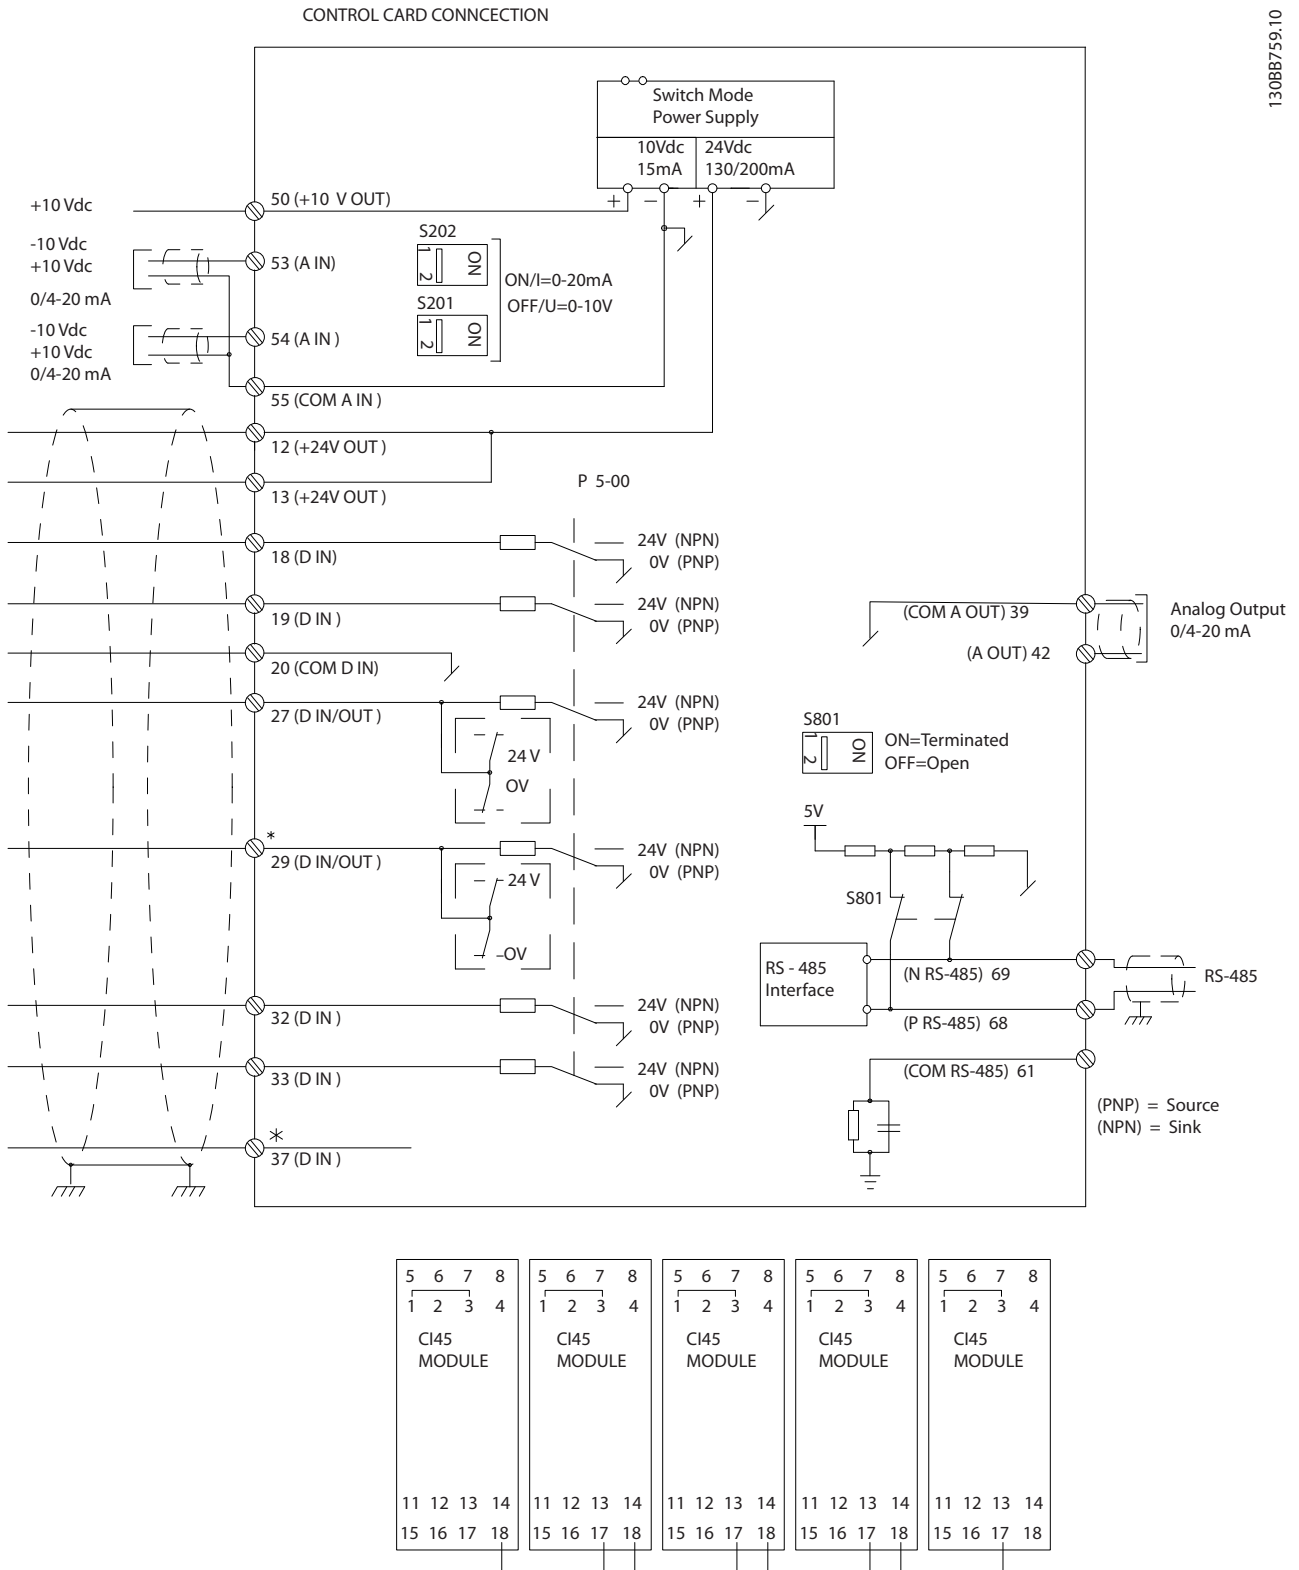 CONTROL CARD CONNCECTION
130BB759.10
Switch Mode
Power Supply
10Vdc
15mA
24Vdc
130/200mA
+ − + −
+10 Vdc
50 (+10 V OUT)
-10 Vdc
+10 Vdc
0/4-20 mA
53 (A IN)
S202
1 2 ON
S201
1 2 ON
ON/I=0-20mA
OFF/U=0-10V
-10 Vdc
+10 Vdc
0/4-20 mA
54 (A IN )
55 (COM A IN )
12 (+24V OUT )
13 (+24V OUT )
P 5-00
18 (D IN)
24V (NPN)
0V (PNP)
19 (D IN )
24V (NPN)
0V (PNP)
20 (COM D IN)
27 (D IN/OUT )
24V (NPN)
0V (PNP)
24 V
OV
*
29 (D IN/OUT )
24V (NPN)
0V (PNP)
24 V
OV
32 (D IN )
24V (NPN)
0V (PNP)
33 (D IN )
24V (NPN)
0V (PNP)
*
37 (D IN )
(COM A OUT) 39
(A OUT) 42
Analog Output
0/4-20 mA
S801
1 2 ON
ON=Terminated
OFF=Open
5V
S801
RS - 485
Interface
(N RS-485) 69
(P RS-485) 68
RS-485
(COM RS-485) 61
(PNP) = Source
(NPN) = Sink
5 6 7 8
1 2 3 4
CI45
MODULE
11 12 13 14
15 16 17 18
5 6 7 8
1 2 3 4
CI45
MODULE
11 12 13 14
15 16 17 18
5 6 7 8
1 2 3 4
CI45
MODULE
11 12 13 14
15 16 17 18
5 6 7 8
1 2 3 4
CI45
MODULE
11 12 13 14
15 16 17 18
5 6 7 8
1 2 3 4
CI45
MODULE
11 12 13 14
15 16 17 18